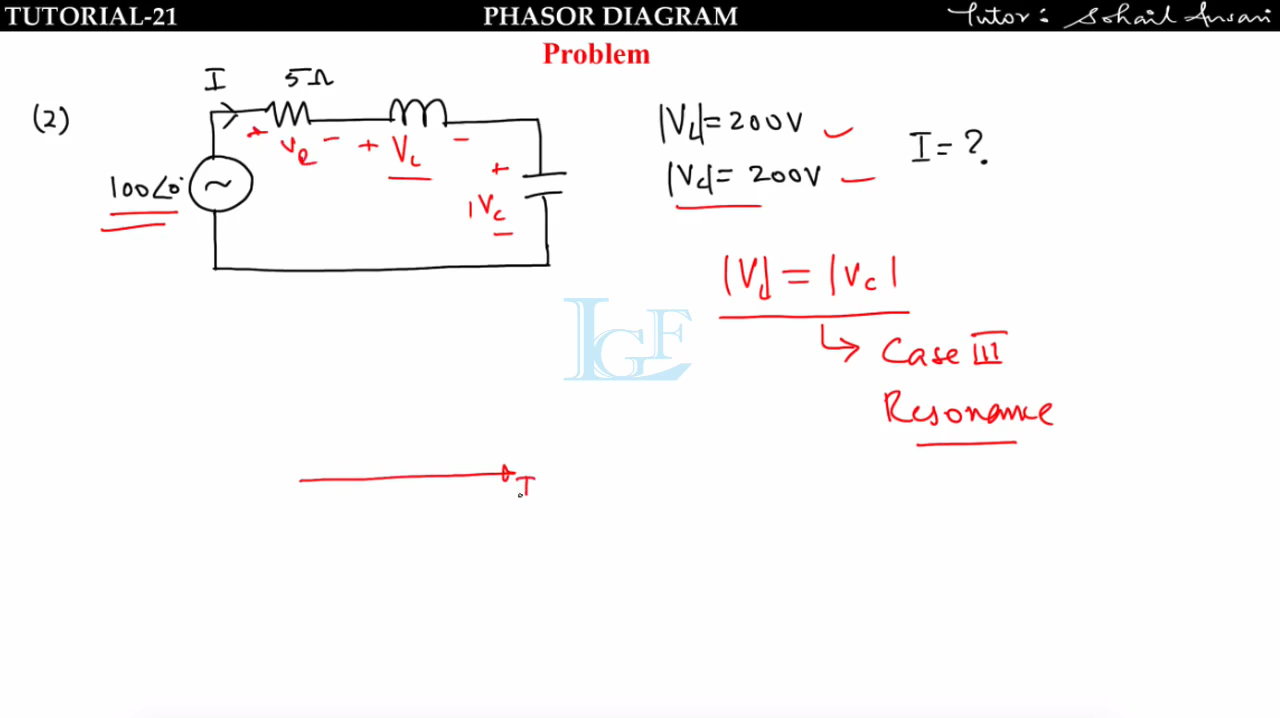 TUTORIAL-21 PHASOR DIAGRAM Tutor: Sohail Ansari
Problem
(2)
I 5Ω
+ VR - + VL -
100∠0° ~
+
VC
|VL| = 200V
|VC| = 200V
I = ?
|VL| = |VC|
↳ Case III
Resonance
LGF
I